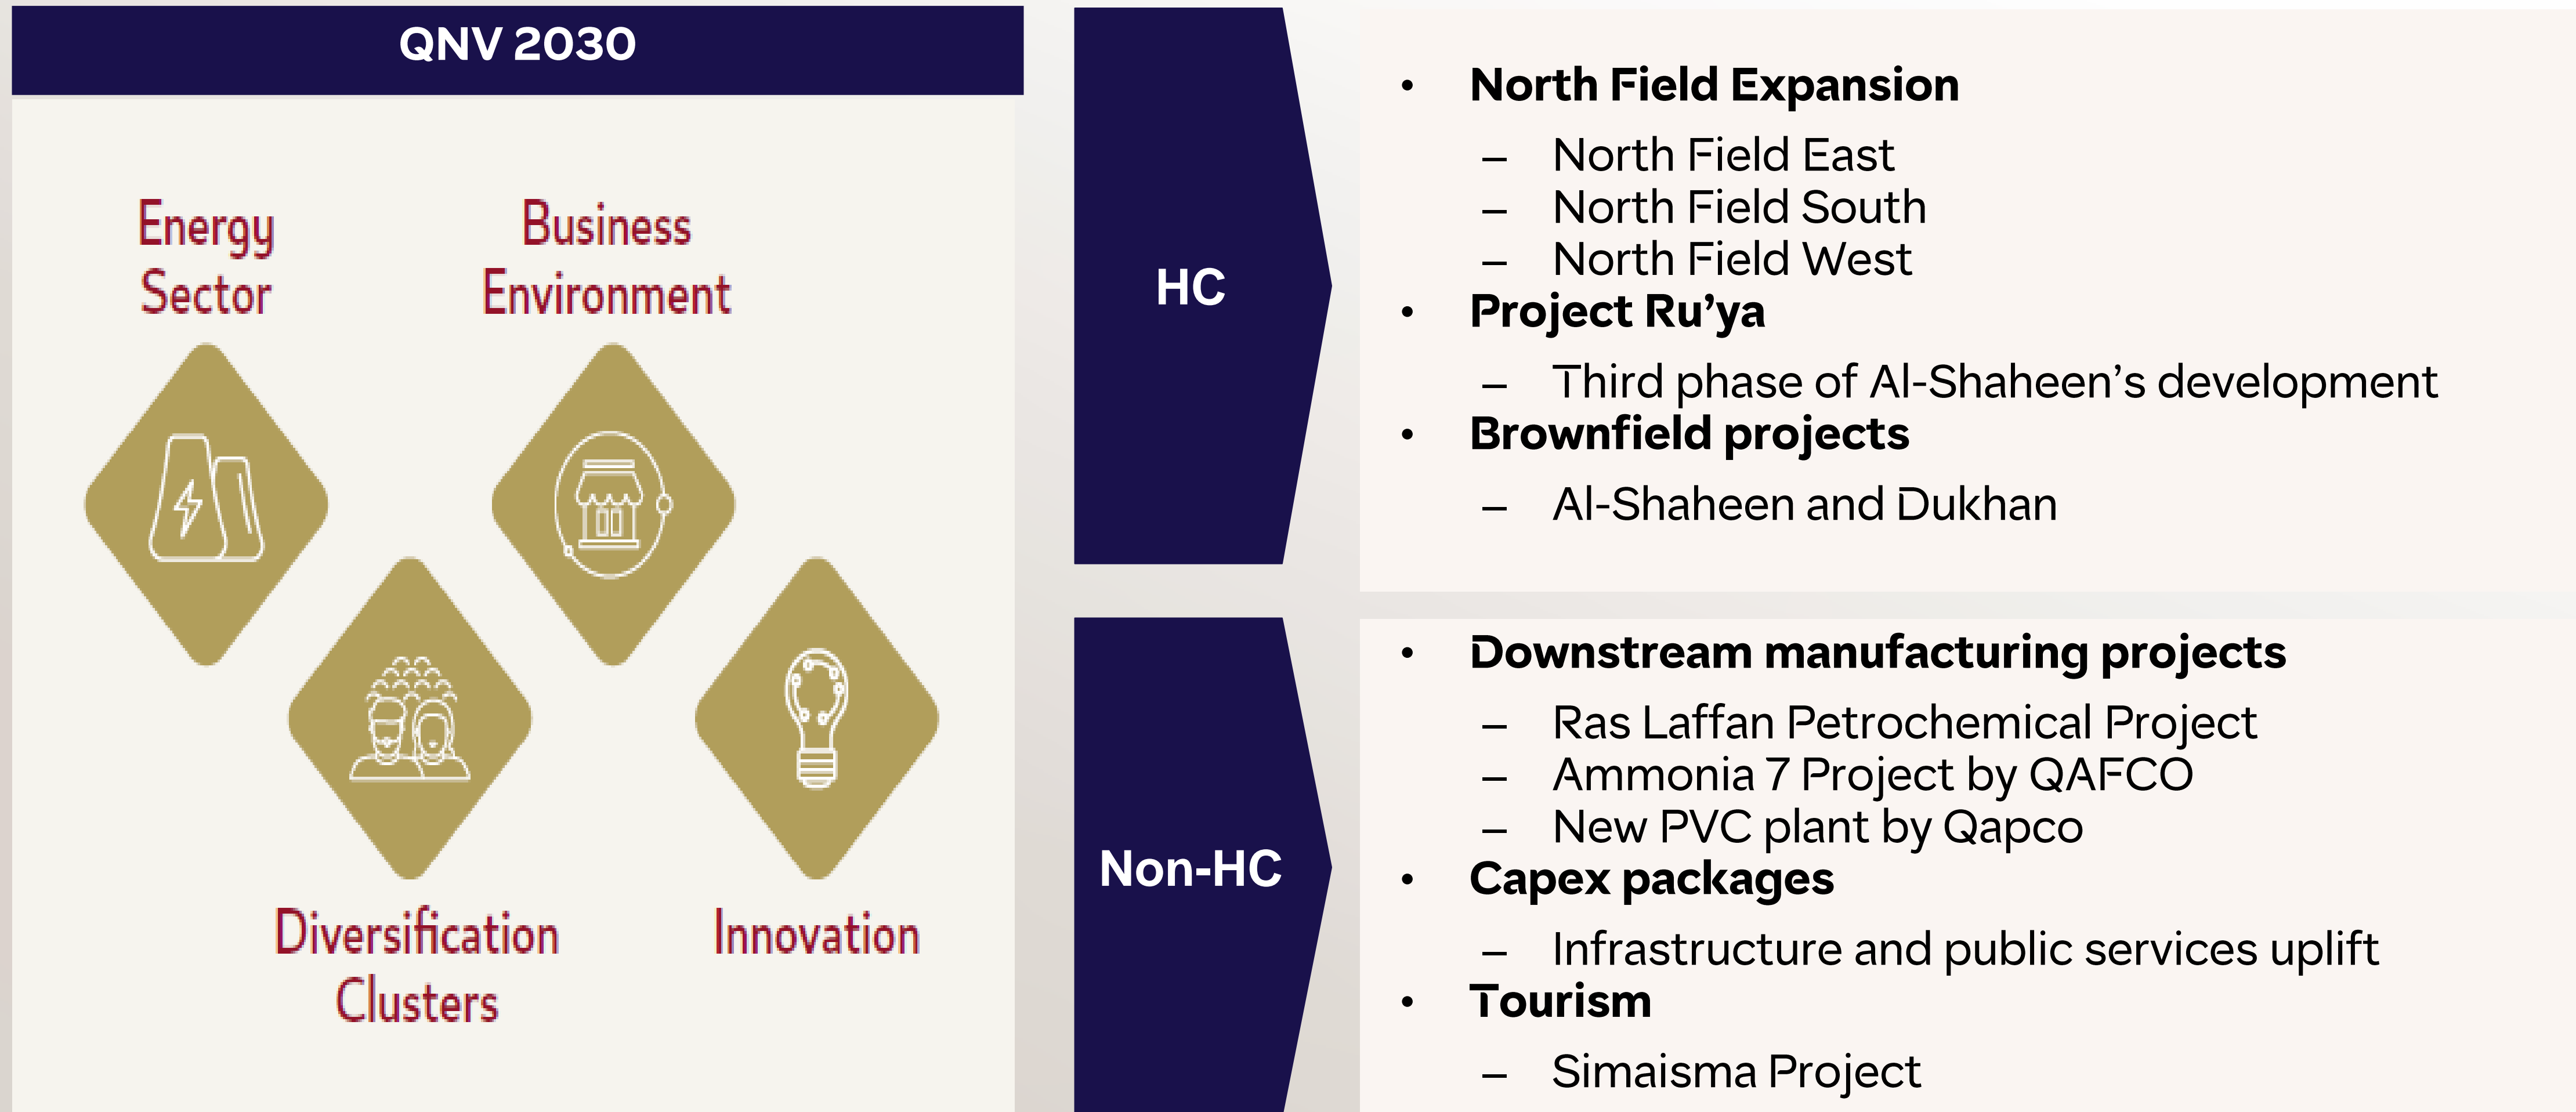 QNV 2030
Energy
Sector
Business
Environment
Diversification
Clusters
Innovation
HC
• North Field Expansion
– North Field East
– North Field South
– North Field West
• Project Ru’ya
– Third phase of Al-Shaheen’s development
• Brownfield projects
– Al-Shaheen and Dukhan
Non-HC
• Downstream manufacturing projects
– Ras Laffan Petrochemical Project
– Ammonia 7 Project by QAFCO
– New PVC plant by Qapco
• Capex packages
– Infrastructure and public services uplift
• Tourism
– Simaisma Project